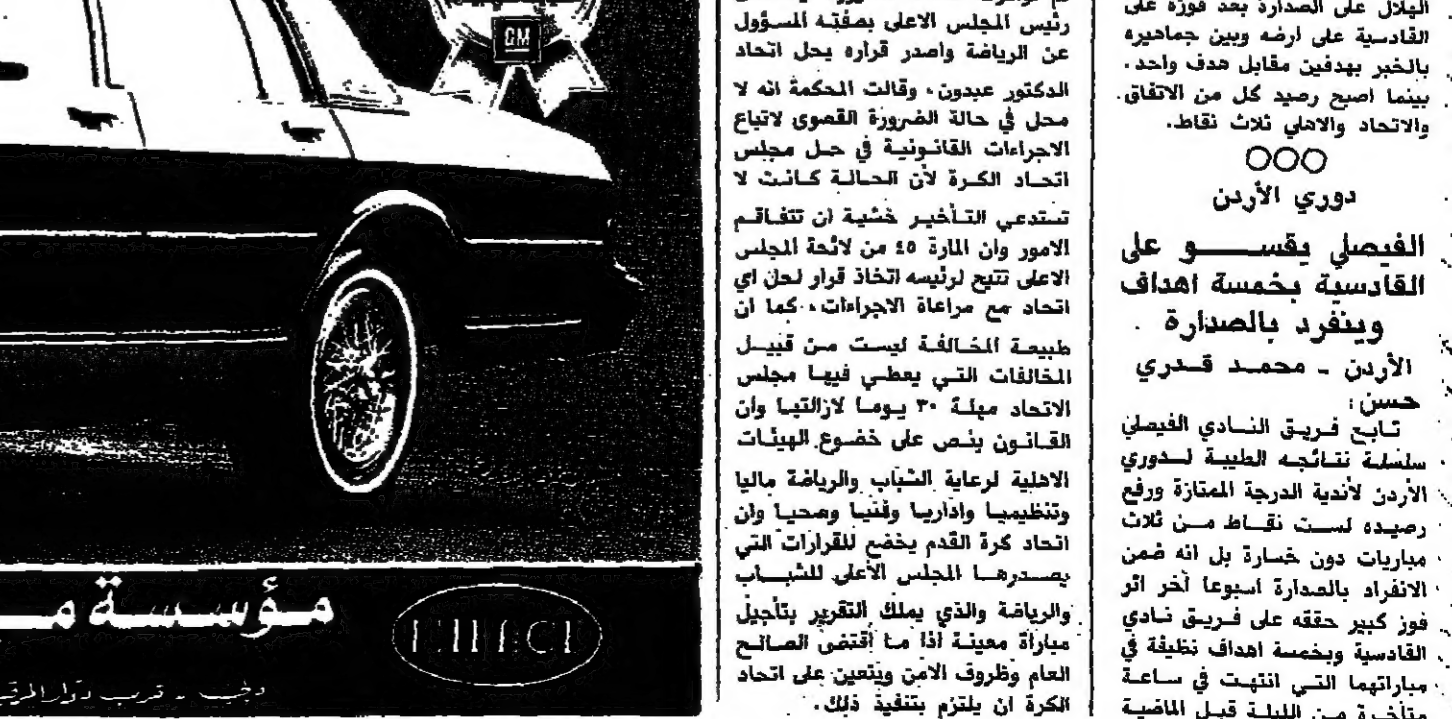 الهلال على الصدارة بعد فوزه على
القادسية على ارضه وبين جماهيره
بالخبر بهدفين مقابل هدف واحد.
بينما اصبح رصيد كل من الاتفاق
والاتحاد والاهلي ثلاث نقاط.
دوري الأردن
الفيصلي يقسو على
القادسية بخمسة اهداف
وينفرد بالصدارة
الأردن - محمد قدري
حسن:
تابع فريق النادي الفيصلي
سلسلة نتائجه الطيبة لدوري
الأردن لأندية الدرجة الممتازة ورفع
رصيده لست نقاط من ثلاث
مباريات دون خسارة بل انه ضمن
الانفراد بالصدارة اسبوعا آخر اثر
فوز كبير حققه على فريق نادي
القادسية وبخمسة اهداف نظيفة في
مباراتهما التي انتهت في ساعة
متأخرة من الليلة قبل الماضية
رئيس المجلس الاعلى بصفته المسؤول
عن الرياضة واصدر قراره بحل اتحاد
الدكتور عبدون، وقالت المحكمة انه لا
محل في حالة الضرورة القصوى لاتباع
الاجراءات القانونية في حل مجلس
اتحاد الكرة لأن الحالة كانت لا
تستدعي التأخير خشية ان تتفاقم
الامور وان المارة ٤٥ من لائحة المجلس
الاعلى تتيح لرئيسه اتخاذ قرار لحل اي
اتحاد مع مراعاة الاجراءات، كما ان
طبيعة المخالفة ليست من قبيل
المخالفات التي يعطي فيها مجلس
الاتحاد مهلة ٣٠ يوما لازالتها وان
القانون ينص على خضوع الهيئات
الاهلية لرعاية الشباب والرياضة ماليا
وتنظيميا واداريا وفنيا وصحيا وان
اتحاد كرة القدم يخضع للقرارات التي
يصدرها المجلس الأعلى للشباب
والرياضة والذي يملك التقرير بتأجيل
مباراة معينة اذا ما اقتضى الصالح
العام وظروف الامن ويتعين على اتحاد
الكرة ان يلتزم بتنفيذ ذلك.
GM
مؤسسة
قرب دوار